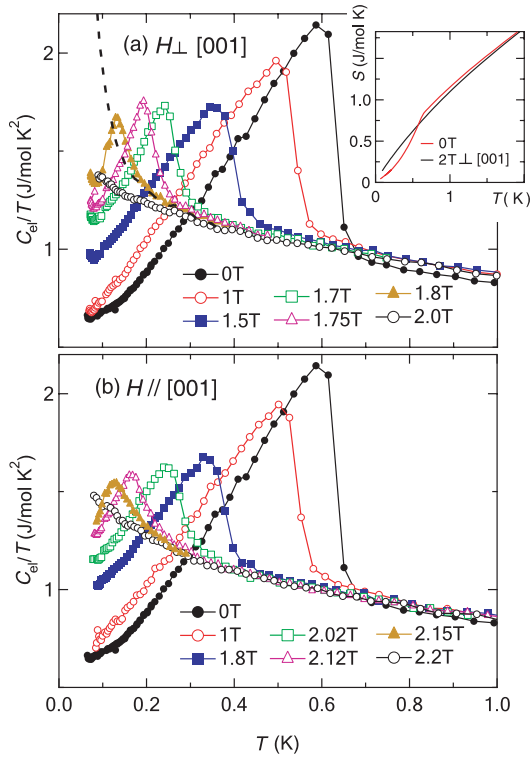 (a) H⊥ [001]
C_el/T (J/mol K²)
2
1
0T
1T
1.5T
1.7T
1.75T
1.8T
2.0T
S (J/mol K)
1.0
0.5
0
0
1
T( K)
0T
2T⊥ [001]
(b) H // [001]
C_el/T (J/mol K²)
2
1
0T
1T
1.8T
2.02T
2.12T
2.15T
2.2T
0.0 0.2 0.4 0.6 0.8 1.0
T (K)